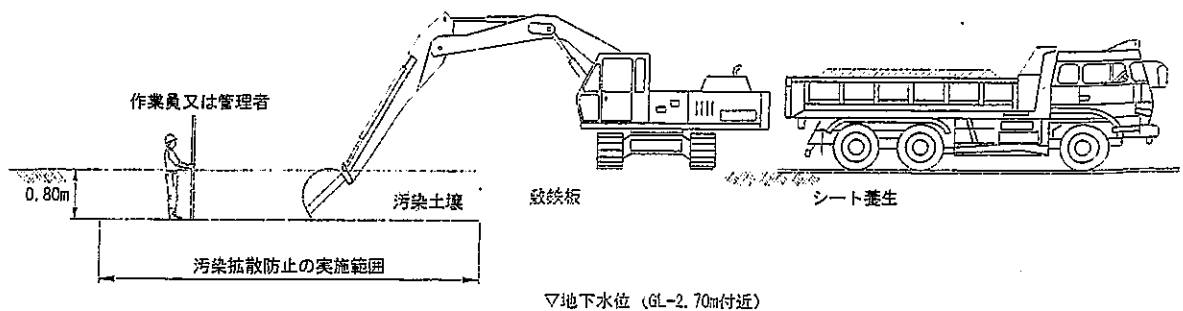 作業員又は管理者
0.80m
汚染土壌
敷鉄板
シート養生
汚染拡散防止の実施範囲
▽地下水位 (GL-2.70m付近)